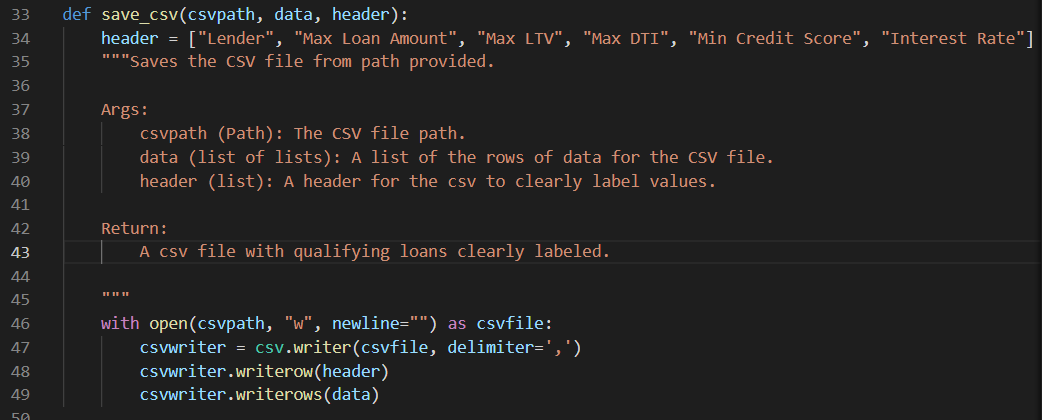 33 def save_csv(csvpath, data, header):
34     header = ["Lender", "Max Loan Amount", "Max LTV", "Max DTI", "Min Credit Score", "Interest Rate"]
35     """Saves the CSV file from path provided.
36
37     Args:
38         csvpath (Path): The CSV file path.
39         data (list of lists): A list of the rows of data for the CSV file.
40         header (list): A header for the csv to clearly label values.
41
42     Return:
43         A csv file with qualifying loans clearly labeled.
44
45     """
46     with open(csvpath, "w", newline="") as csvfile:
47         csvwriter = csv.writer(csvfile, delimiter=',')
48         csvwriter.writerow(header)
49         csvwriter.writerows(data)
50